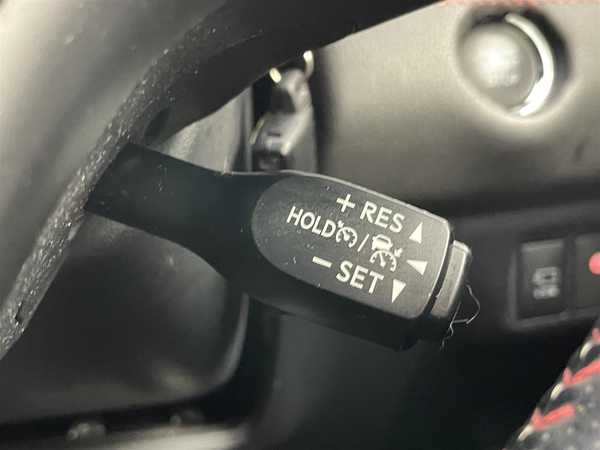 + RES
HOLD /
− SET